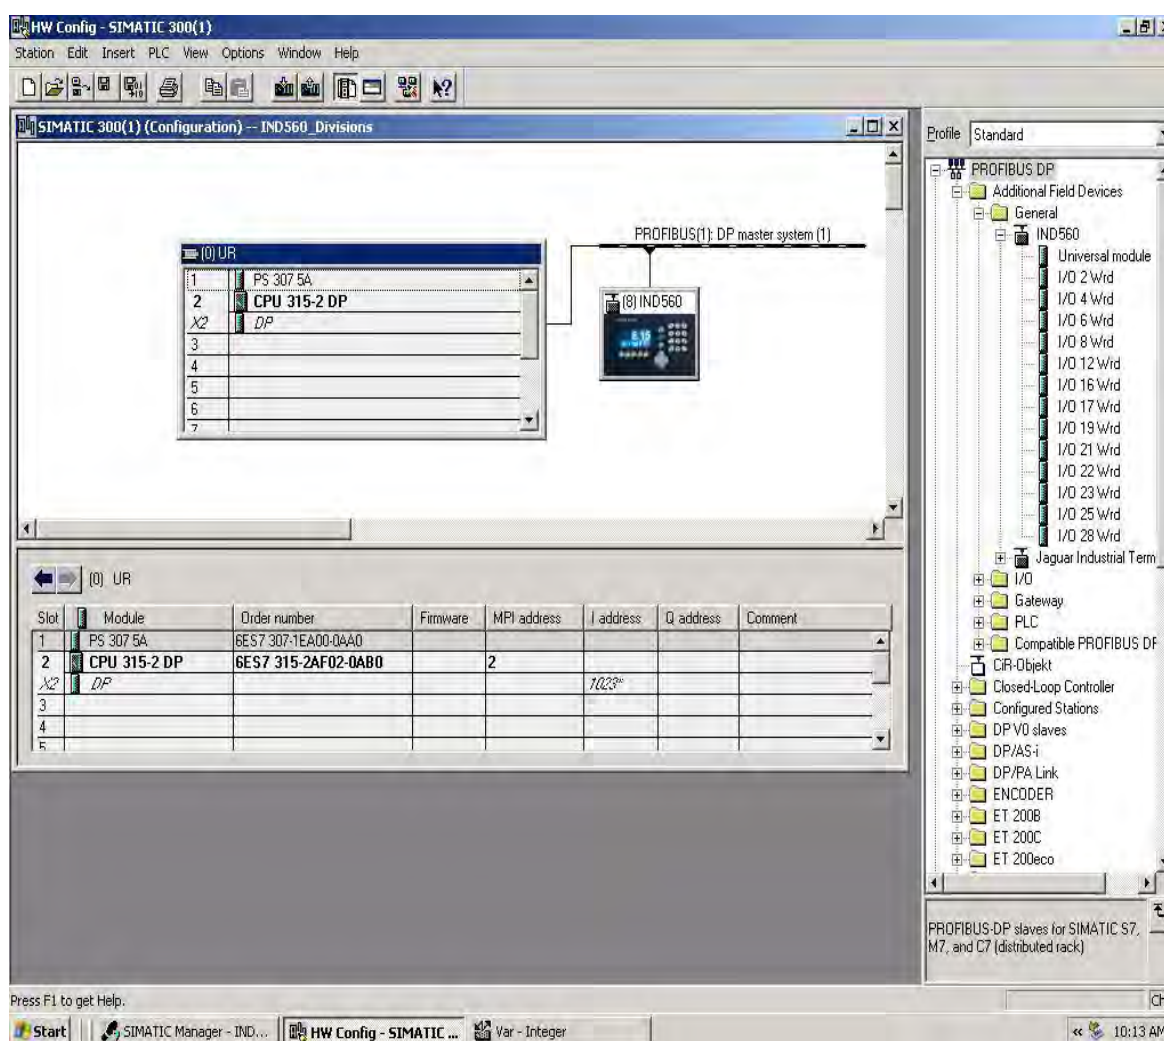 HW Config - SIMATIC 300(1)
Station Edit Insert PLC View Options Window Help
SIMATIC 300(1) (Configuration) -- IND560_Divisions
(0) UR
1 PS 307 5A
2 CPU 315-2 DP
X2 DP
3
4
5
6
7
PROFIBUS(1): DP master system (1)
(8) IND560
Profile Standard
PROFIBUS DP
Additional Field Devices
General
IND560
Universal module
I/O 2 Wrd
I/O 4 Wrd
I/O 6 Wrd
I/O 8 Wrd
I/O 12 Wrd
I/O 16 Wrd
I/O 17 Wrd
I/O 19 Wrd
I/O 21 Wrd
I/O 22 Wrd
I/O 23 Wrd
I/O 25 Wrd
I/O 28 Wrd
Jaguar Industrial Term
I/O
Gateway
PLC
Compatible PROFIBUS DP
CiR-Objekt
Closed-Loop Controller
Configured Stations
DP V0 slaves
DP/AS-i
DP/PA Link
ENCODER
ET 200B
ET 200C
ET 200eco
PROFIBUS-DP slaves for SIMATIC S7,
M7, and C7 (distributed rack)
(0) UR
Slot Module Order number Firmware MPI address I address Q address Comment
1 PS 307 5A 6ES7 307-1EA00-0AA0
2 CPU 315-2 DP 6ES7 315-2AF02-0AB0 2
X2 DP 1023*
3
4
5
Press F1 to get Help.
Start SIMATIC Manager - IND... HW Config - SIMATIC ... Var - Integer 10:13 AM